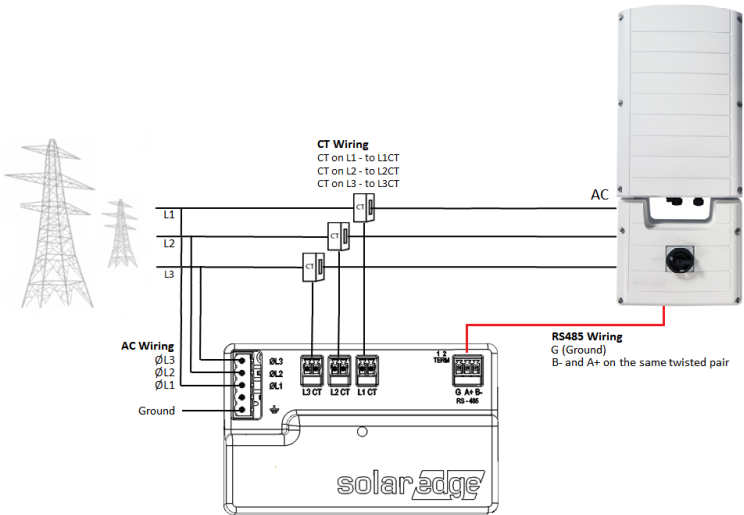 CT Wiring
CT on L1 - to L1CT
CT on L2 - to L2CT
CT on L3 - to L3CT
AC
CT
L1
CT
L2
CT
L3
RS485 Wiring
G (Ground)
B- and A+ on the same twisted pair
AC Wiring
ØL3
ØL2
ØL1
Ground
ØL3
ØL2
ØL1
L3 CT
L2 CT
L1 CT
1 2
TERM
G A+ B-
RS - 485
solaredge